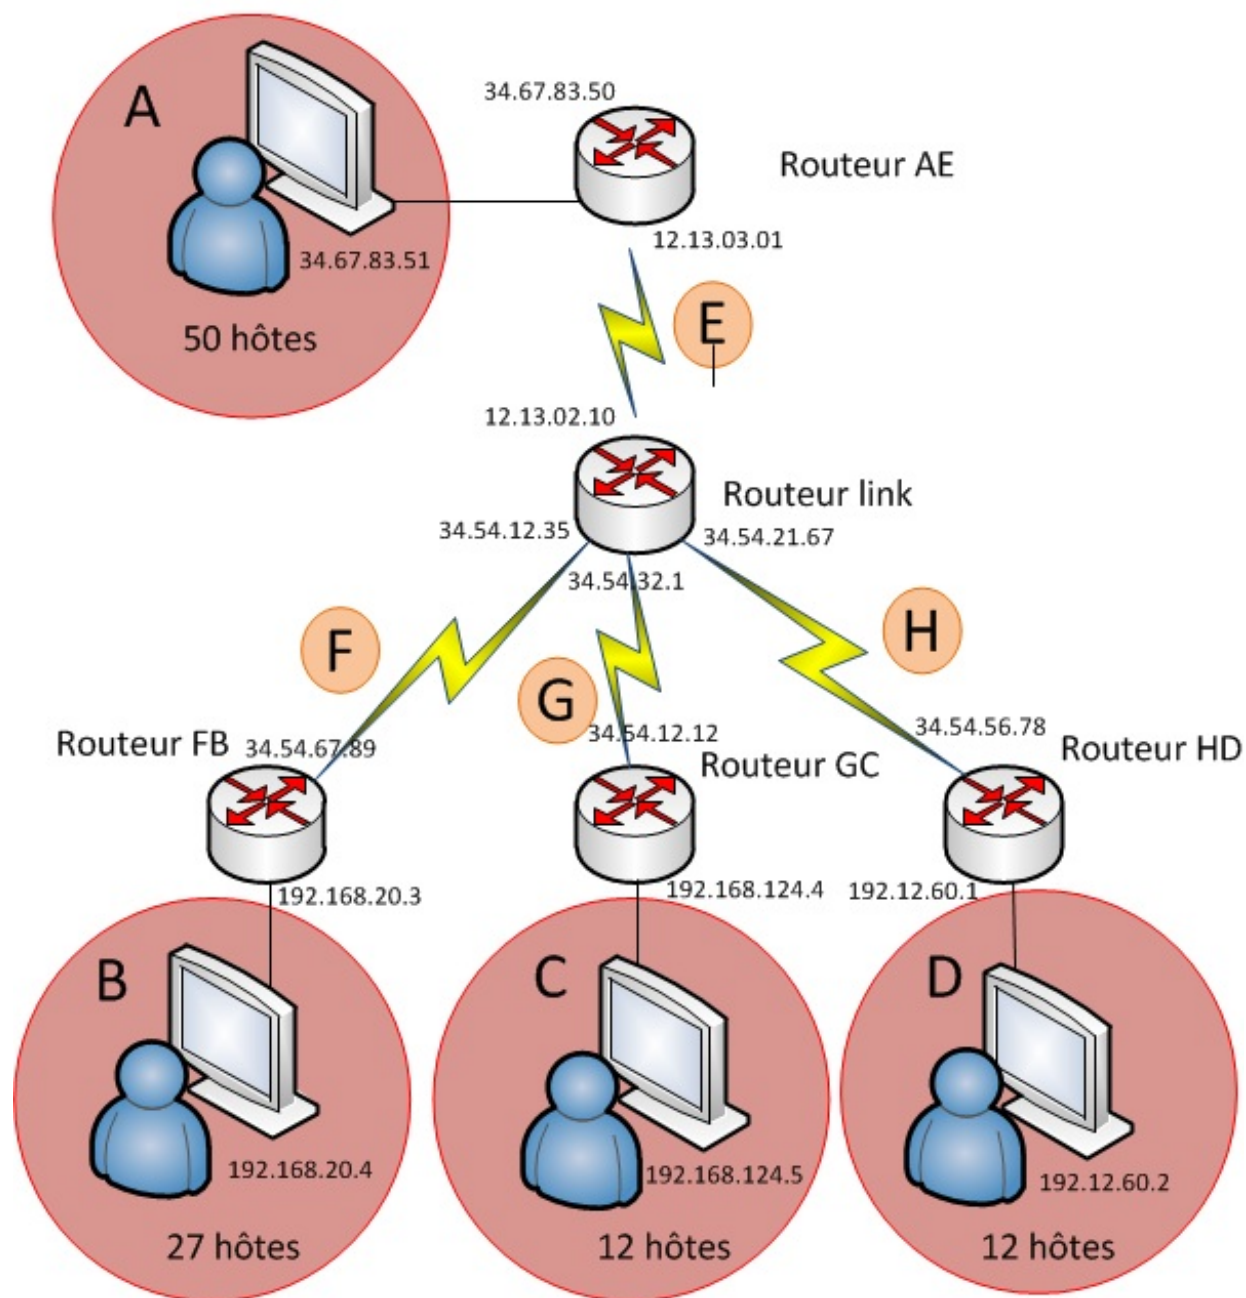 A
34.67.83.50
Routeur AE
12.13.03.01
34.67.83.51
50 hôtes
E
12.13.02.10
Routeur link
34.54.12.35
34.54.21.67
34.54.32.1
F
H
G
34.54.56.78
Routeur FB
34.54.67.89
34.54.12.12
Routeur GC
Routeur HD
192.168.20.3
192.168.124.4
192.12.60.1
B
C
D
192.168.20.4
192.168.124.5
192.12.60.2
27 hôtes
12 hôtes
12 hôtes